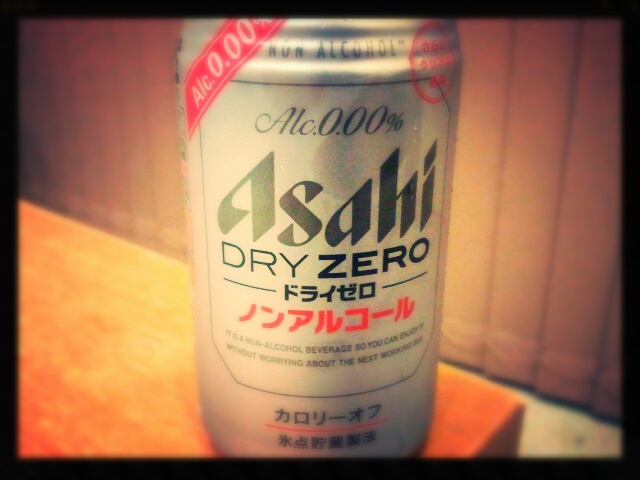 Alc.0.00%
"NON ALCOHOL"
Alc.0.00%
Asahi
DRY ZERO
ドライゼロ
ノンアルコール
IT IS A NON-ALCOHOL BEVERAGE SO YOU CAN ENJOY IT
WITHOUT WORRYING ABOUT THE NEXT WORKING DAY
カロリーオフ
氷点貯蔵製法